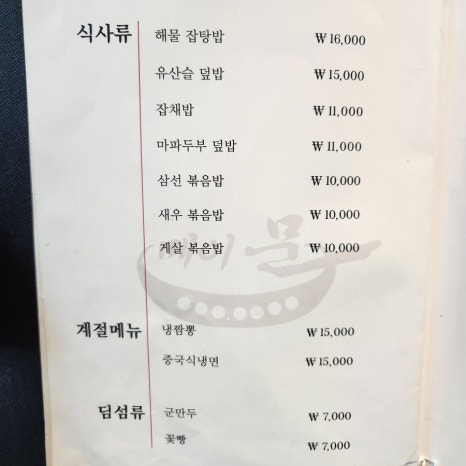 식사류 해물 잡탕밥 ₩ 16,000
유산슬 덮밥 ₩ 15,000
잡채밥 ₩ 11,000
마파두부 덮밥 ₩ 11,000
삼선 볶음밥 ₩ 10,000
새우 볶음밥 ₩ 10,000
게살 볶음밥 ₩ 10,000
계절메뉴 냉짬뽕 ₩ 15,000
중국식냉면 ₩ 15,000
딤섬류 군만두 ₩ 7,000
꽃빵 ₩ 7,000